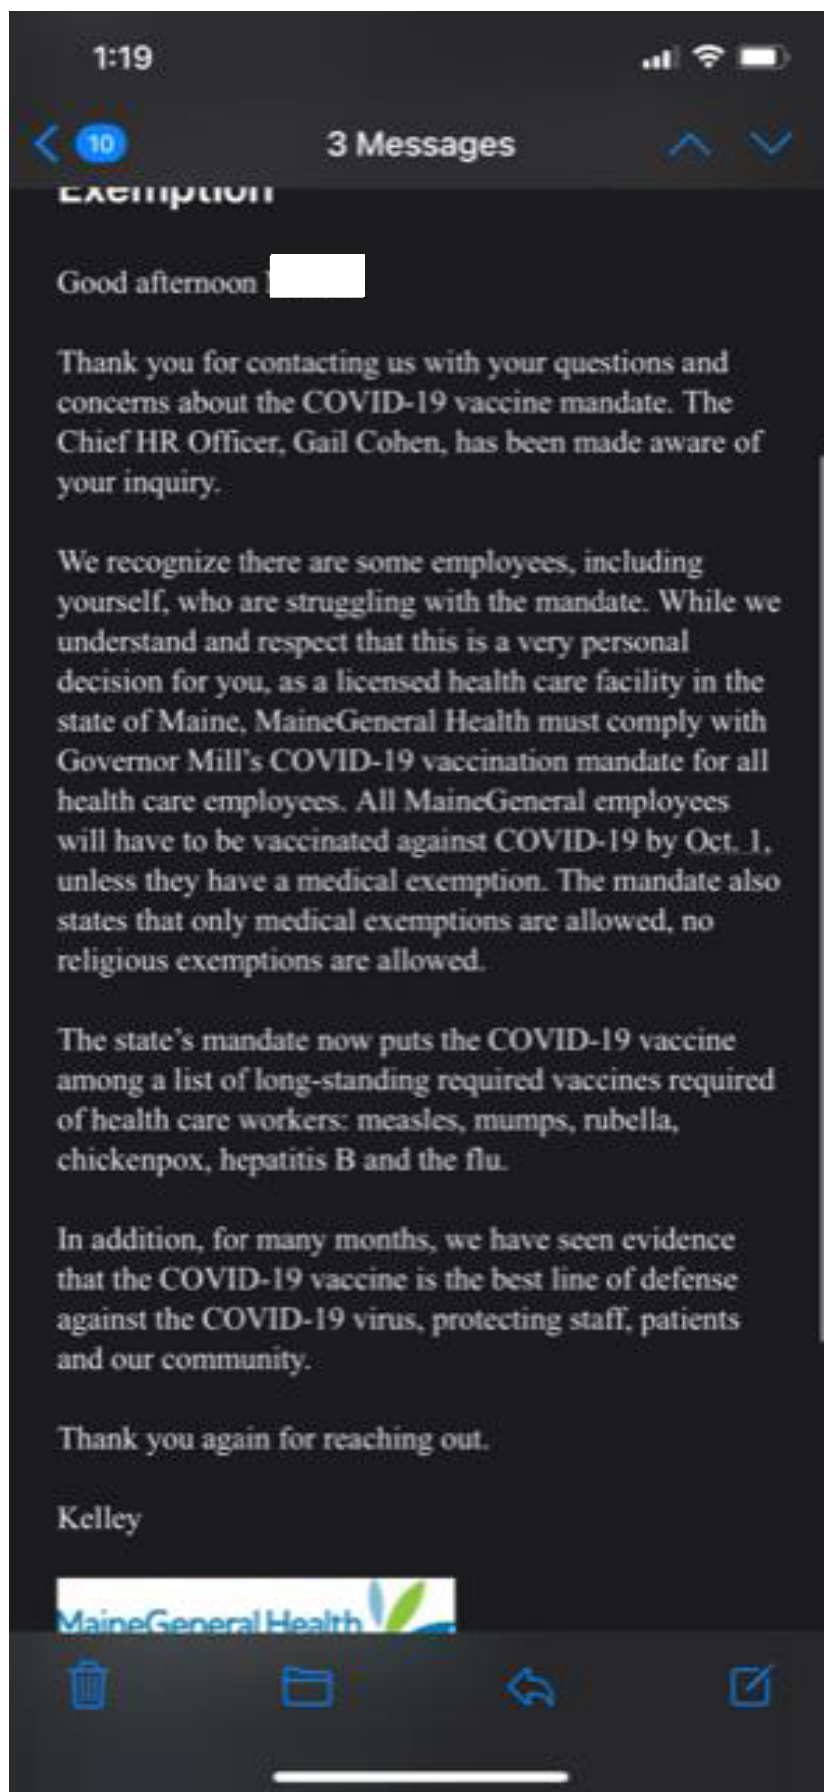 1:19
10
3 Messages
Exemption
Good afternoon
Thank you for contacting us with your questions and
concerns about the COVID-19 vaccine mandate. The
Chief HR Officer, Gail Cohen, has been made aware of
your inquiry.
We recognize there are some employees, including
yourself, who are struggling with the mandate. While we
understand and respect that this is a very personal
decision for you, as a licensed health care facility in the
state of Maine, MaineGeneral Health must comply with
Governor Mill's COVID-19 vaccination mandate for all
health care employees. All MaineGeneral employees
will have to be vaccinated against COVID-19 by Oct. 1,
unless they have a medical exemption. The mandate also
states that only medical exemptions are allowed, no
religious exemptions are allowed.
The state's mandate now puts the COVID-19 vaccine
among a list of long-standing required vaccines required
of health care workers: measles, mumps, rubella,
chickenpox, hepatitis B and the flu.
In addition, for many months, we have seen evidence
that the COVID-19 vaccine is the best line of defense
against the COVID-19 virus, protecting staff, patients
and our community.
Thank you again for reaching out.
Kelley
MaineGeneral Health